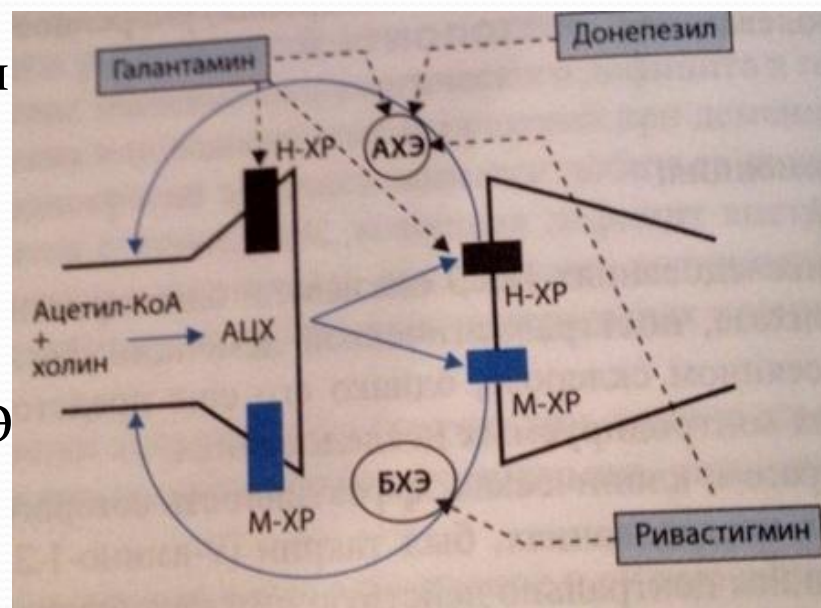 Донепезил
Галантамин
Н-ХР
АХЭ
Н-ХР
Ацетил-КоА
+
холин
АЦХ
М-ХР
М-ХР
БХЭ
Ривастигмин